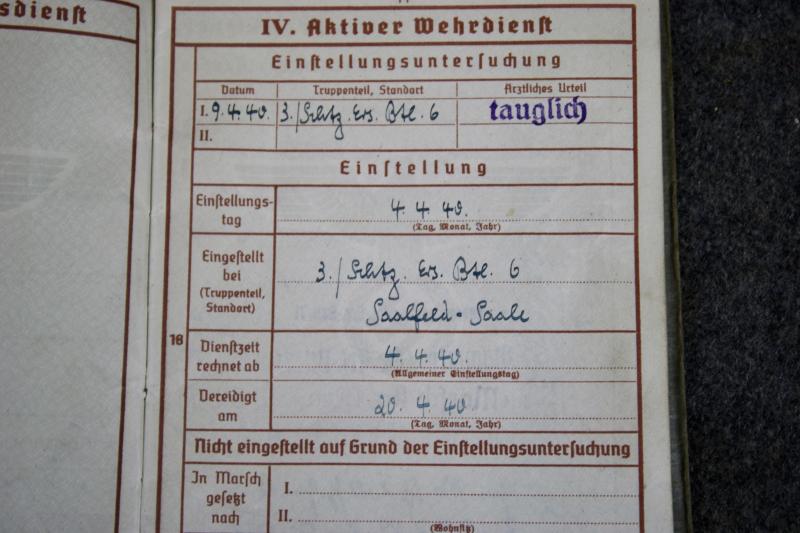 sdienst
IV. Aktiver Wehrdienst
Einstellungsuntersuchung
Datum Truppenteil, Standort Ärztliches Urteil
I. 9.4.40. 3./Schtz. Ers. Btl. 6 tauglich
II.
Einstellung
Einstellungs-
tag
4. 4. 40.
(Tag, Monat, Jahr)
Eingestellt
bei
(Truppenteil,
Standort)
3./Schtz. Ers. Btl. 6
Saalfeld-Saale
16
Dienstzeit
rechnet ab
4. 4. 40.
(Allgemeiner Einstellungstag)
Vereidigt
am
20. 4. 40
(Tag, Monat, Jahr)
Nicht eingestellt auf Grund der Einstellungsuntersuchung
In Marsch
gesetzt
nach
I.
II.
(Wohnsitz)